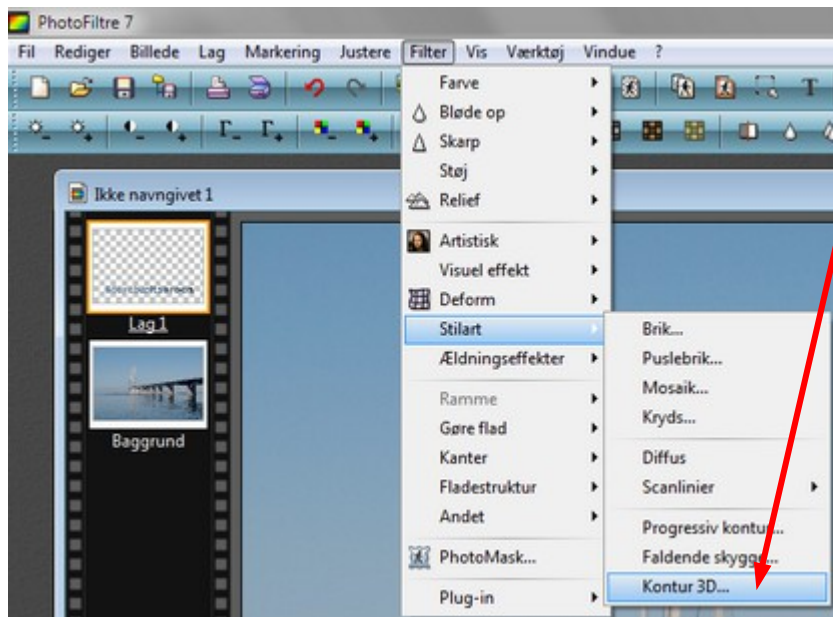 PhotoFiltre 7
Fil Rediger Billede Lag Markering Justere Filter Vis Værktøj Vindue ?
Ikke navngivet 1
Lag 1
Baggrund
Farve
Bløde op
Skarp
Støj
Relief
Artistisk
Visuel effekt
Deform
Stilart
Ældningseffekter
Ramme
Gøre flad
Kanter
Fladestruktur
Andet
PhotoMask...
Plug-in
Brik...
Puslebrik...
Mosaik...
Kryds...
Diffus
Scanlinier
Progressiv kontur...
Faldende skygge...
Kontur 3D...